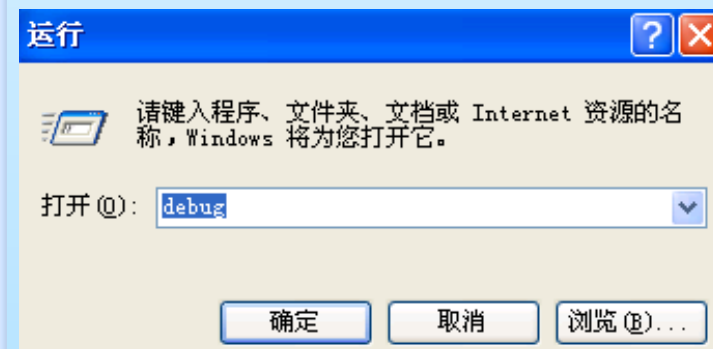 运行
请键入程序、文件夹、文档或 Internet 资源的名
称，Windows 将为您打开它。
打开(O): debug
确定 取消 浏览(B)...